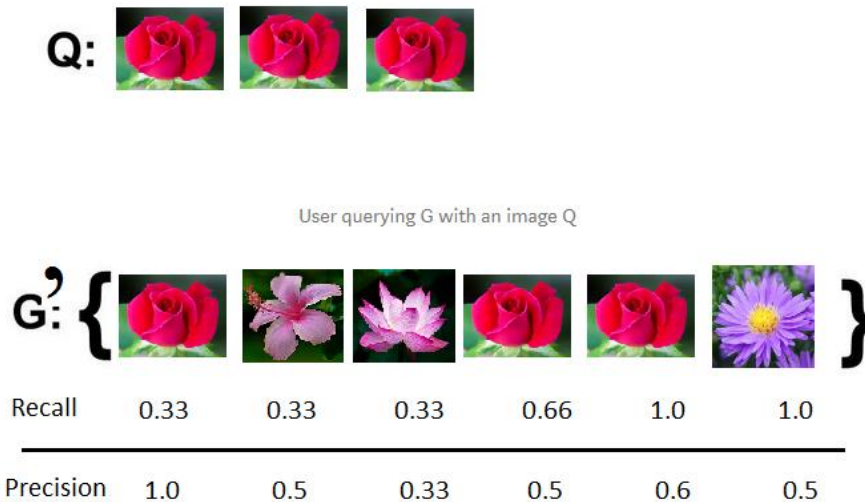 Q:
User querying G with an image Q
G’: { }
Recall 0.33 0.33 0.33 0.66 1.0 1.0
Precision 1.0 0.5 0.33 0.5 0.6 0.5